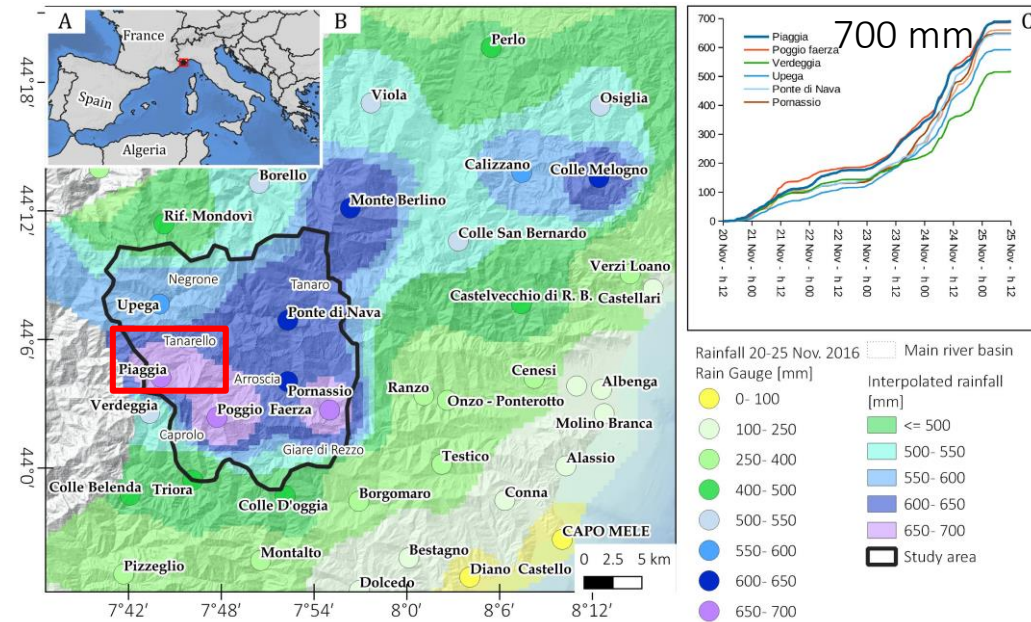 A
B
France
Spain
Algeria
Perlo
Viola
Osiglia
Calizzano
Colle Melogno
Borello
Monte Berlino
Rif. Mondovì
Colle San Bernardo
Verzi Loano
Negrone
Tanaro
Castelvecchio di R. B.
Castellari
Upega
Ponte di Nava
Tanarello
Piaggia
Arroscia
Pornassio
Cenesi
Ranzo
Albenga
Onzo - Ponterotto
Verdeggia
Poggio Faerza
Molino Branca
Caprolo
Giare di Rezzo
Testico
Alassio
Colle Belenda
Triora
Colle D'oggia
Borgomaro
Conna
CAPO MELE
Pizzeglio
Montalto
Bestagno
Diano Castello
Dolcedo
0 2.5 5 km
44°18'
44°12'
44°6'
44°0'
7°42' 7°48' 7°54' 8°0' 8°6' 8°12'
700 mm
Piaggia
Poggio faerza
Verdeggia
Upega
Ponte di Nava
Pornassio
700
600
500
400
300
200
100
0
20 Nov - h 12
21 Nov - h 00
21 Nov - h 12
22 Nov - h 00
22 Nov - h 12
23 Nov - h 00
23 Nov - h 12
24 Nov - h 00
24 Nov - h 12
25 Nov - h 00
25 Nov - h 12
Rainfall 20-25 Nov. 2016
Rain Gauge [mm]
0- 100
100- 250
250- 400
400- 500
500- 550
550- 600
600- 650
650- 700
Main river basin
Interpolated rainfall
[mm]
<= 500
500- 550
550- 600
600- 650
650- 700
Study area